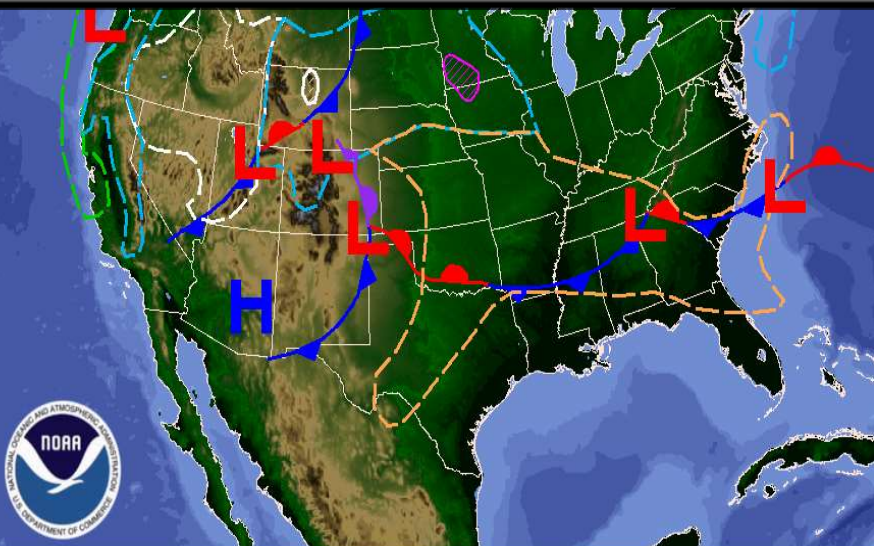 L
L
L
L
L
L
H
NATIONAL OCEANIC AND ATMOSPHERIC ADMINISTRATION
NOAA
U.S. DEPARTMENT OF COMMERCE